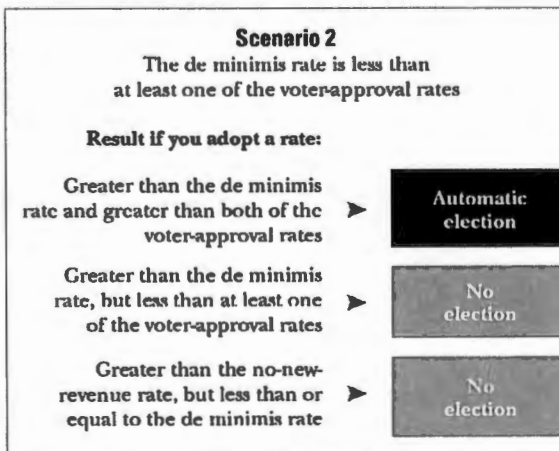 Scenario 2
The de minimis rate is less than
at least one of the voter-approval rates
Result if you adopt a rate:
Greater than the de minimis
rate and greater than both of the
voter-approval rates
➤
Automatic
election
Greater than the de minimis
rate, but less than at least one
of the voter-approval rates
➤
No
election
Greater than the no-new-
revenue rate, but less than or
equal to the de minimis rate
➤
No
election